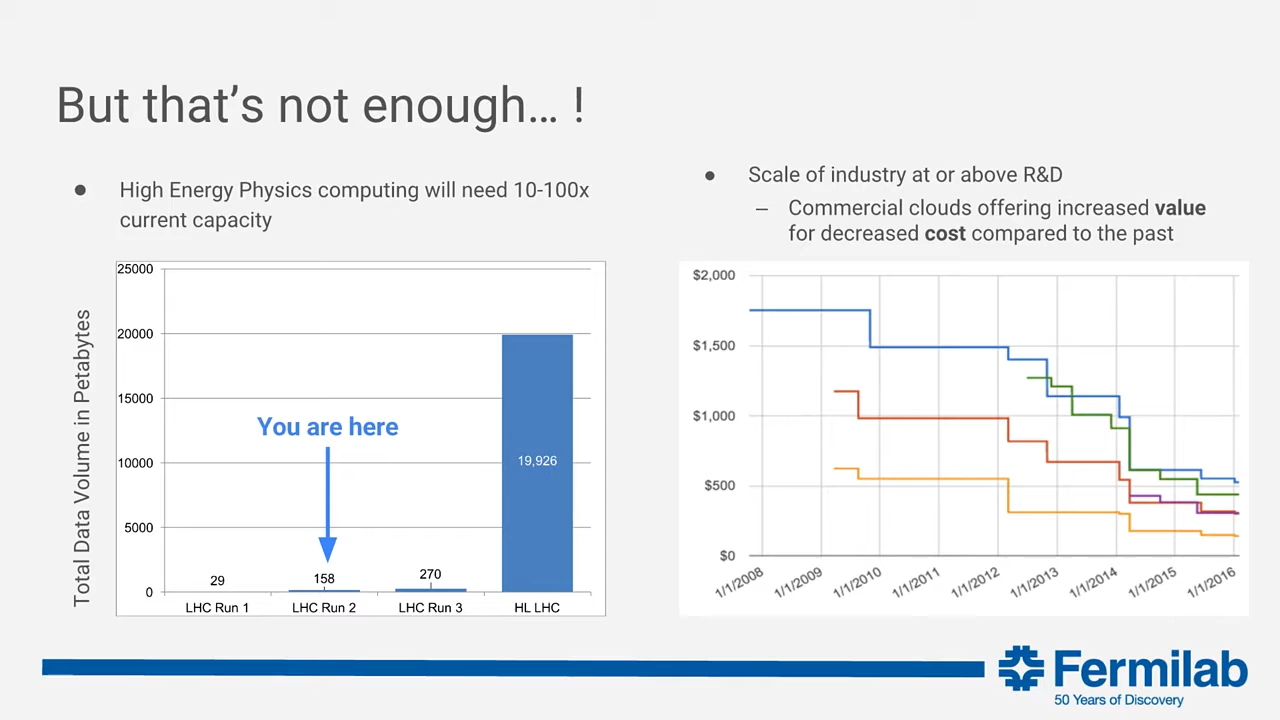 But that's not enough… !
● High Energy Physics computing will need 10-100x
current capacity
Total Data Volume in Petabytes
25000
20000
15000
10000
5000
0
You are here
29
158
270
19,926
LHC Run 1
LHC Run 2
LHC Run 3
HL LHC
● Scale of industry at or above R&D
– Commercial clouds offering increased value
for decreased cost compared to the past
$2,000
$1,500
$1,000
$500
$0
1/1/2008
1/1/2009
1/1/2010
1/1/2011
1/1/2012
1/1/2013
1/1/2014
1/1/2015
1/1/2016
Fermilab
50 Years of Discovery